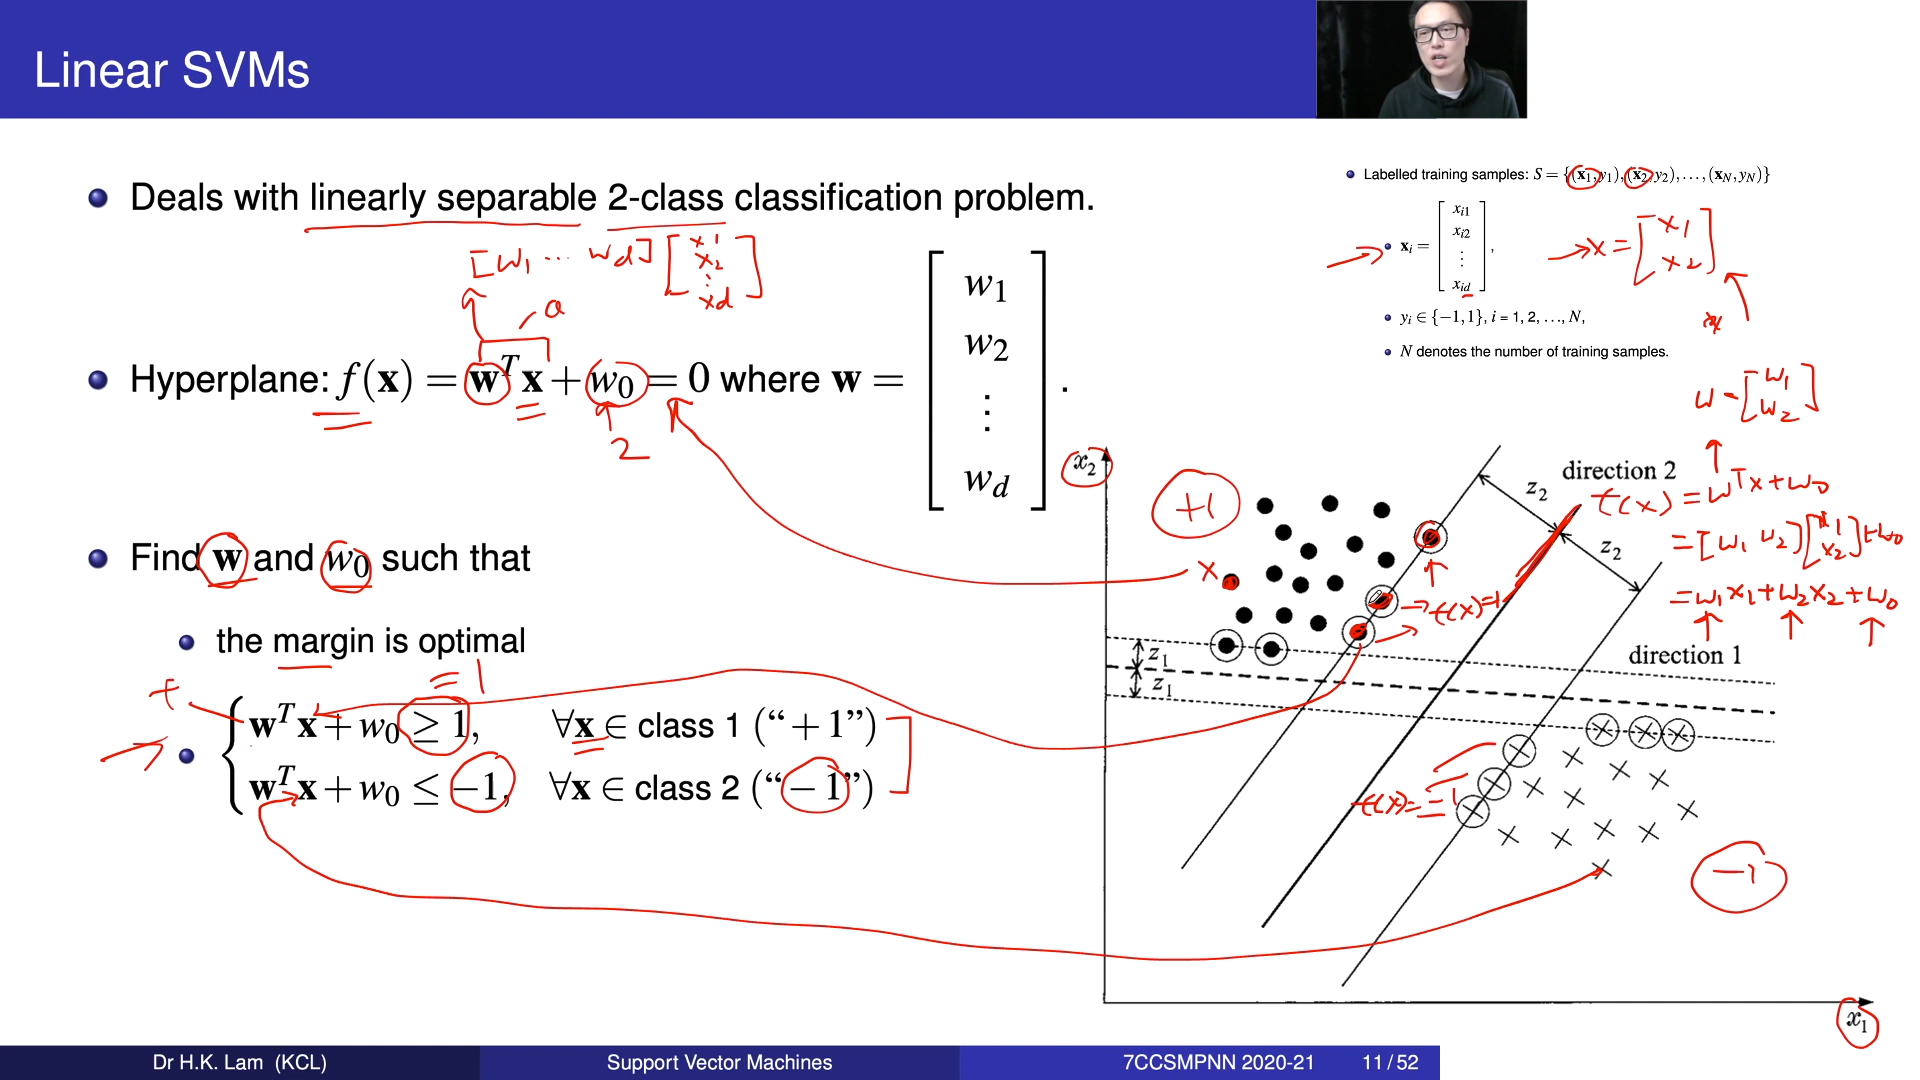 Linear SVMs
Deals with linearly separable 2-class classification problem.
[w1 ... wd] [x1 x2 ⋮ xd]
a
Hyperplane: f(x) = wᵀx + w0 = 0 where w = [w1 w2 ⋮ wd].
2
Find w and w0 such that
the margin is optimal
= 1
+
wᵀx + w0 ≥ 1, ∀x ∈ class 1 (“+1”)
wᵀx + w0 ≤ −1, ∀x ∈ class 2 (“−1”)
Labelled training samples: S = {(x1,y1),(x2,y2),…,(xN,yN)}
xi = [xi1 xi2 ⋮ xid],
x = [x1 x2]
yi ∈ {−1,1}, i = 1, 2, …, N,
N denotes the number of training samples.
w = [w1 w2]
x2
+1
x
direction 2
z2
z2
f(x) = wᵀx + w0
= [w1 w2][x1 x2] + w0
= w1x1 + w2x2 + w0
f(x)=1
direction 1
z1
z1
f(x)=−1
−1
x1
Dr H.K. Lam (KCL)
Support Vector Machines
7CCSMPNN 2020-21
11 / 52